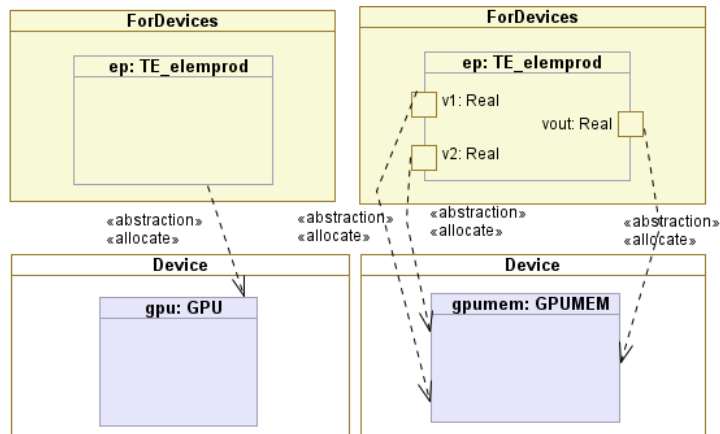 ForDevices
ep: TE_elemprod
«abstraction»
«allocate»
Device
gpu: GPU
ForDevices
ep: TE_elemprod
v1: Real
vout: Real
v2: Real
«abstraction»
«allocate»
«abstraction»
«allocate»
«abstraction»
«allocate»
Device
gpumem: GPUMEM